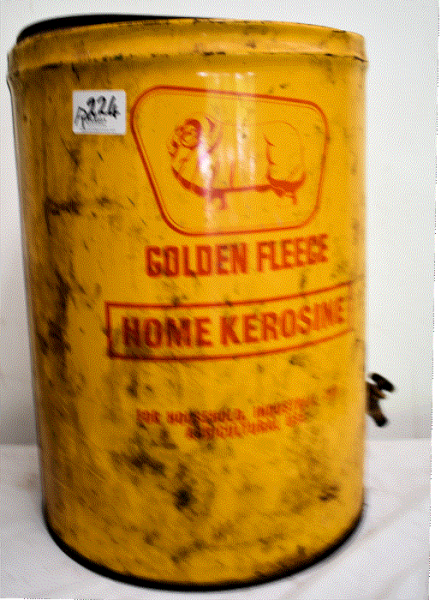 224
GOLDEN FLEECE
HOME KEROSINE
FOR HOUSEHOLD, INDUSTRIAL
AGRICULTURAL USE